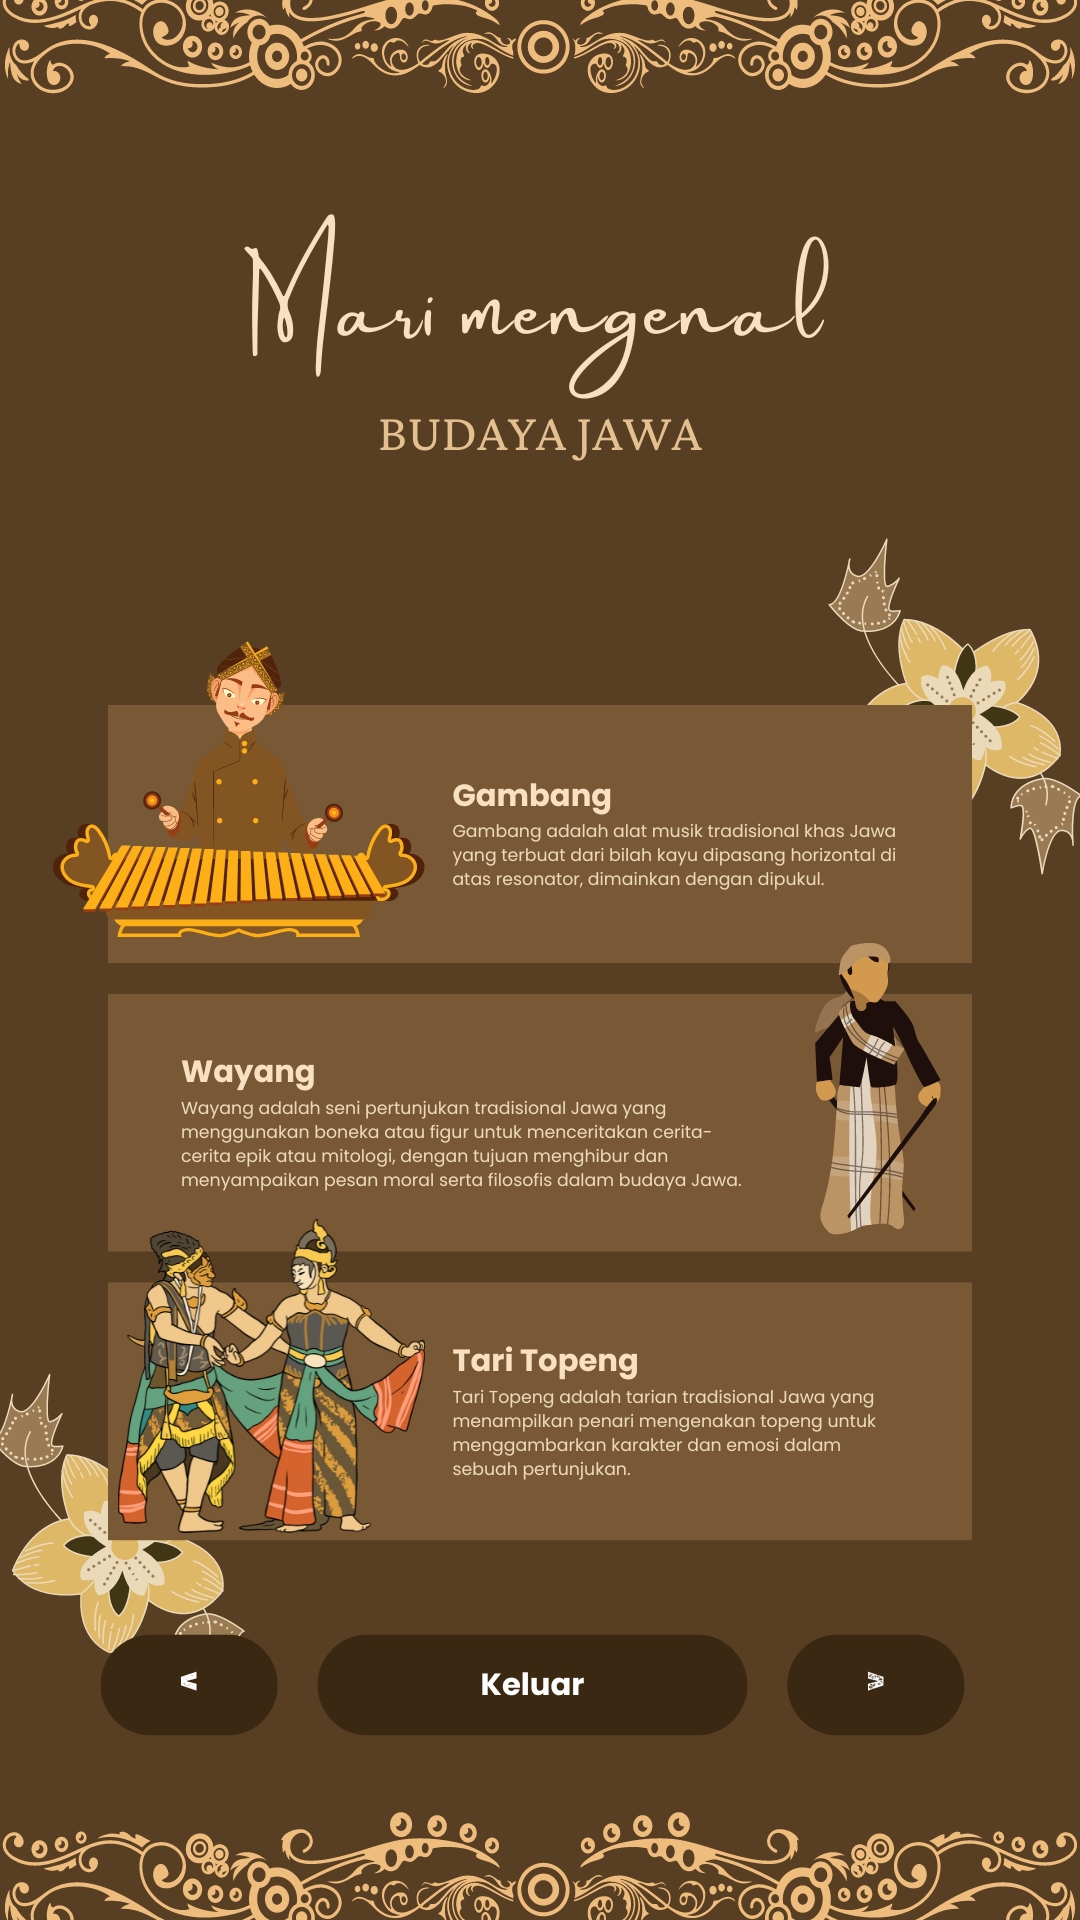 Mari mengenal
BUDAYA JAWA
Gambang
Gambang adalah alat musik tradisional khas Jawa
yang terbuat dari bilah kayu dipasang horizontal di
atas resonator, dimainkan dengan dipukul.
Wayang
Wayang adalah seni pertunjukan tradisional Jawa yang
menggunakan boneka atau figur untuk menceritakan cerita-
cerita epik atau mitologi, dengan tujuan menghibur dan
menyampaikan pesan moral serta filosofis dalam budaya Jawa.
Tari Topeng
Tari Topeng adalah tarian tradisional Jawa yang
menampilkan penari mengenakan topeng untuk
menggambarkan karakter dan emosi dalam
sebuah pertunjukan.
< Keluar >